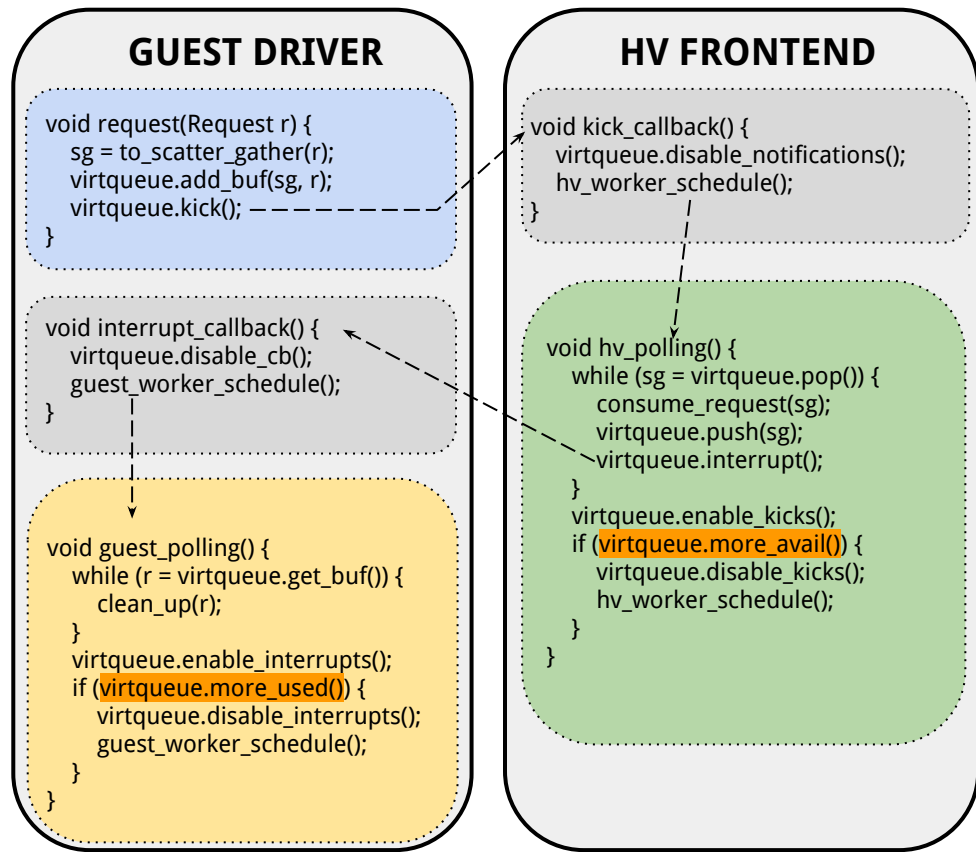 GUEST DRIVER
void request(Request r) {
sg = to_scatter_gather(r);
virtqueue.add_buf(sg, r);
virtqueue.kick();
}
void interrupt_callback() {
virtqueue.disable_cb();
guest_worker_schedule();
}
void guest_polling() {
while (r = virtqueue.get_buf()) {
clean_up(r);
}
virtqueue.enable_interrupts();
if (virtqueue.more_used()) {
virtqueue.disable_interrupts();
guest_worker_schedule();
}
}
HV FRONTEND
void kick_callback() {
virtqueue.disable_notifications();
hv_worker_schedule();
}
void hv_polling() {
while (sg = virtqueue.pop()) {
consume_request(sg);
virtqueue.push(sg);
virtqueue.interrupt();
}
virtqueue.enable_kicks();
if (virtqueue.more_avail()) {
virtqueue.disable_kicks();
hv_worker_schedule();
}
}